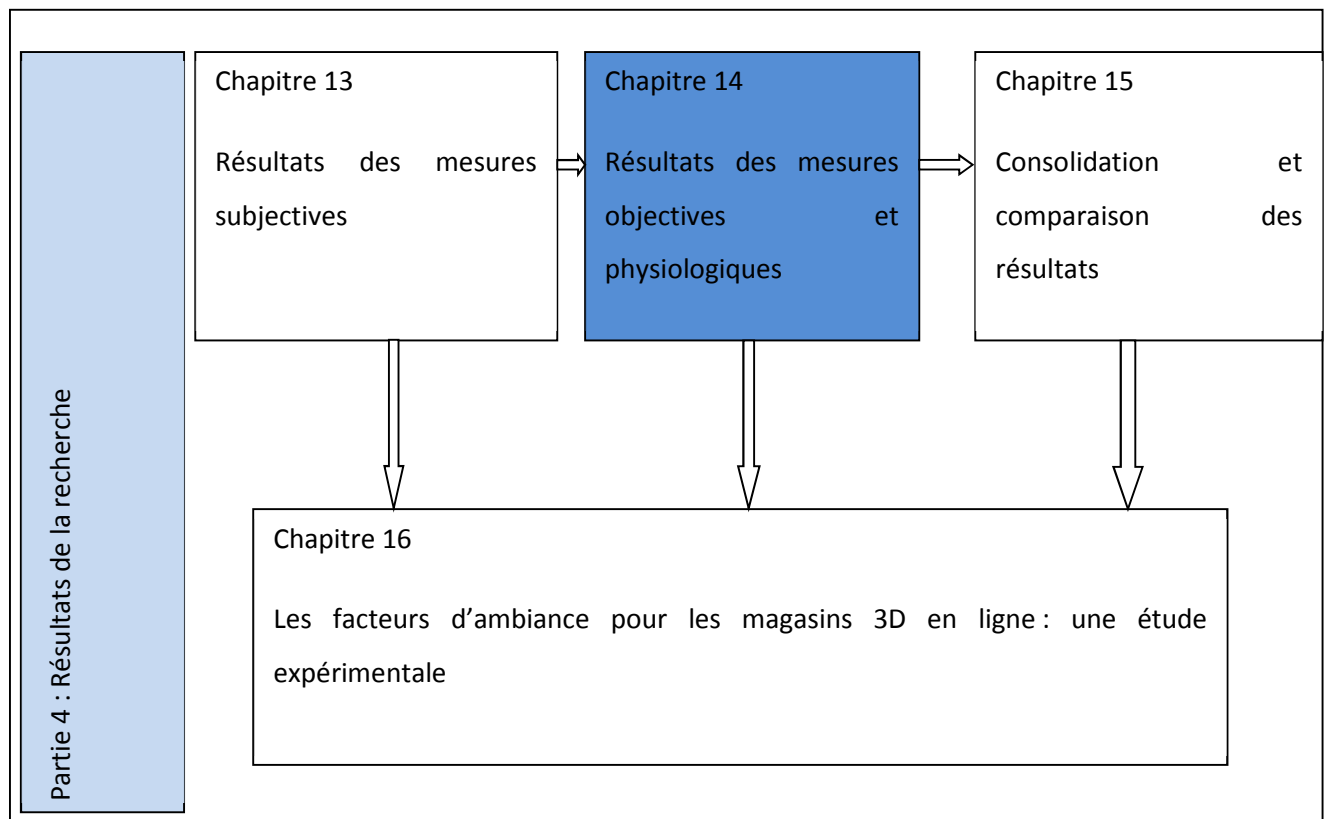 Partie 4 : Résultats de la recherche
Chapitre 13
Résultats des mesures
subjectives
Chapitre 14
Résultats des mesures
objectives et
physiologiques
Chapitre 15
Consolidation et
comparaison des
résultats
Chapitre 16
Les facteurs d’ambiance pour les magasins 3D en ligne : une étude
expérimentale